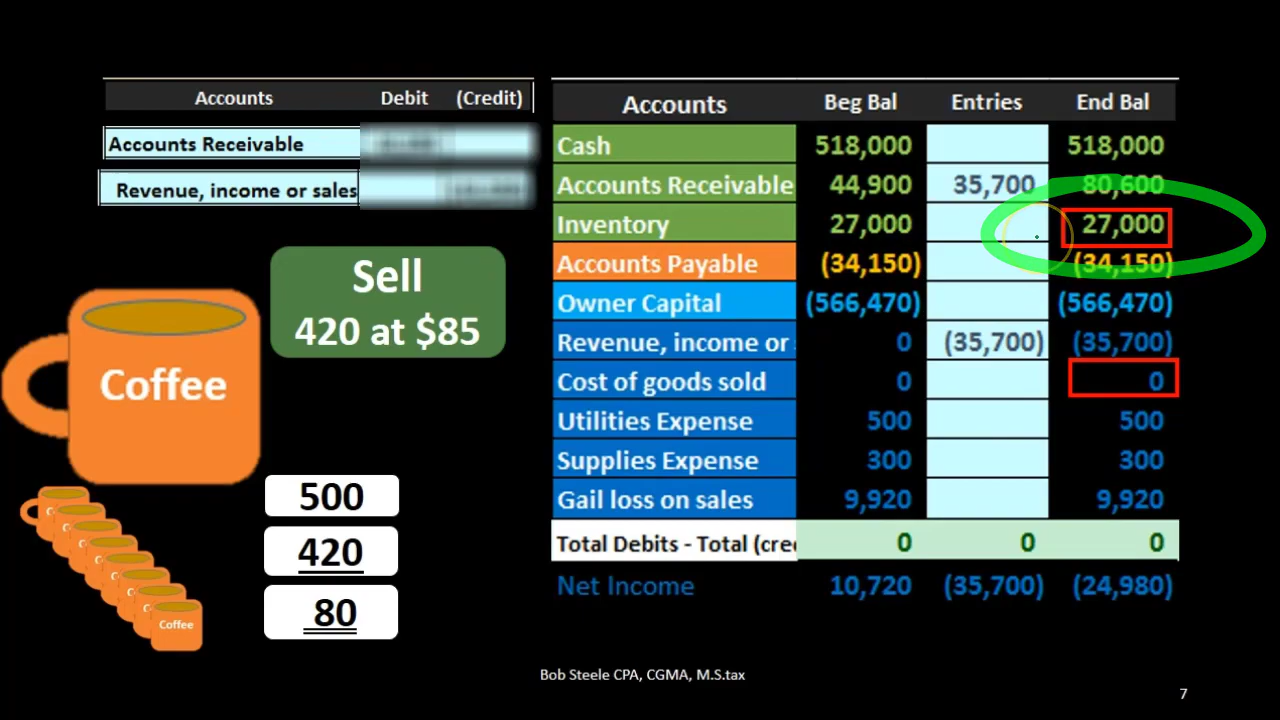 Accounts Debit (Credit)
Accounts Receivable
Revenue, income or sales
Sell
420 at $85
Coffee
500
420
80
Coffee
Accounts Beg Bal Entries End Bal
Cash 518,000 518,000
Accounts Receivable 44,900 35,700 80,600
Inventory 27,000 27,000
Accounts Payable (34,150) (34,150)
Owner Capital (566,470) (566,470)
Revenue, income or 0 (35,700) (35,700)
Cost of goods sold 0 0
Utilities Expense 500 500
Supplies Expense 300 300
Gail loss on sales 9,920 9,920
Total Debits - Total (cre 0 0 0
Net Income 10,720 (35,700) (24,980)
Bob Steele CPA, CGMA, M.S.tax
7